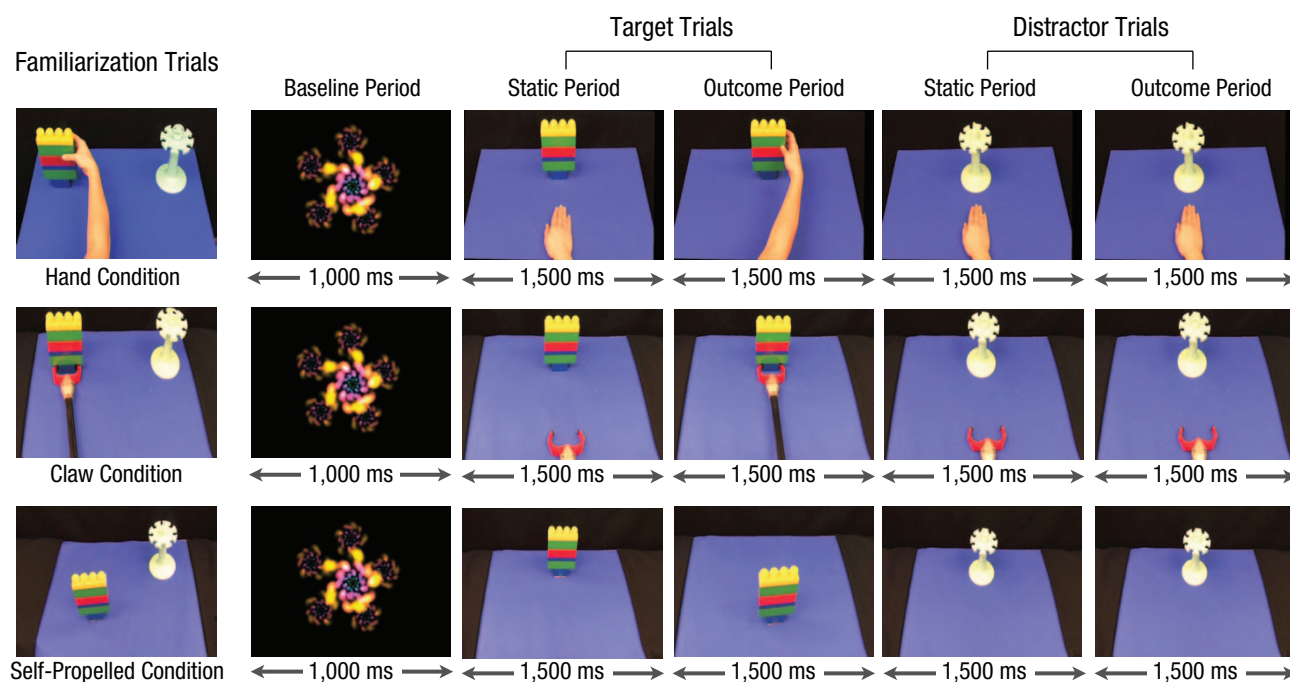 Target Trials
Distractor Trials
Familiarization Trials
Baseline Period
Static Period
Outcome Period
Static Period
Outcome Period
Hand Condition
1,000 ms
1,500 ms
1,500 ms
1,500 ms
1,500 ms
Claw Condition
1,000 ms
1,500 ms
1,500 ms
1,500 ms
1,500 ms
Self-Propelled Condition
1,000 ms
1,500 ms
1,500 ms
1,500 ms
1,500 ms